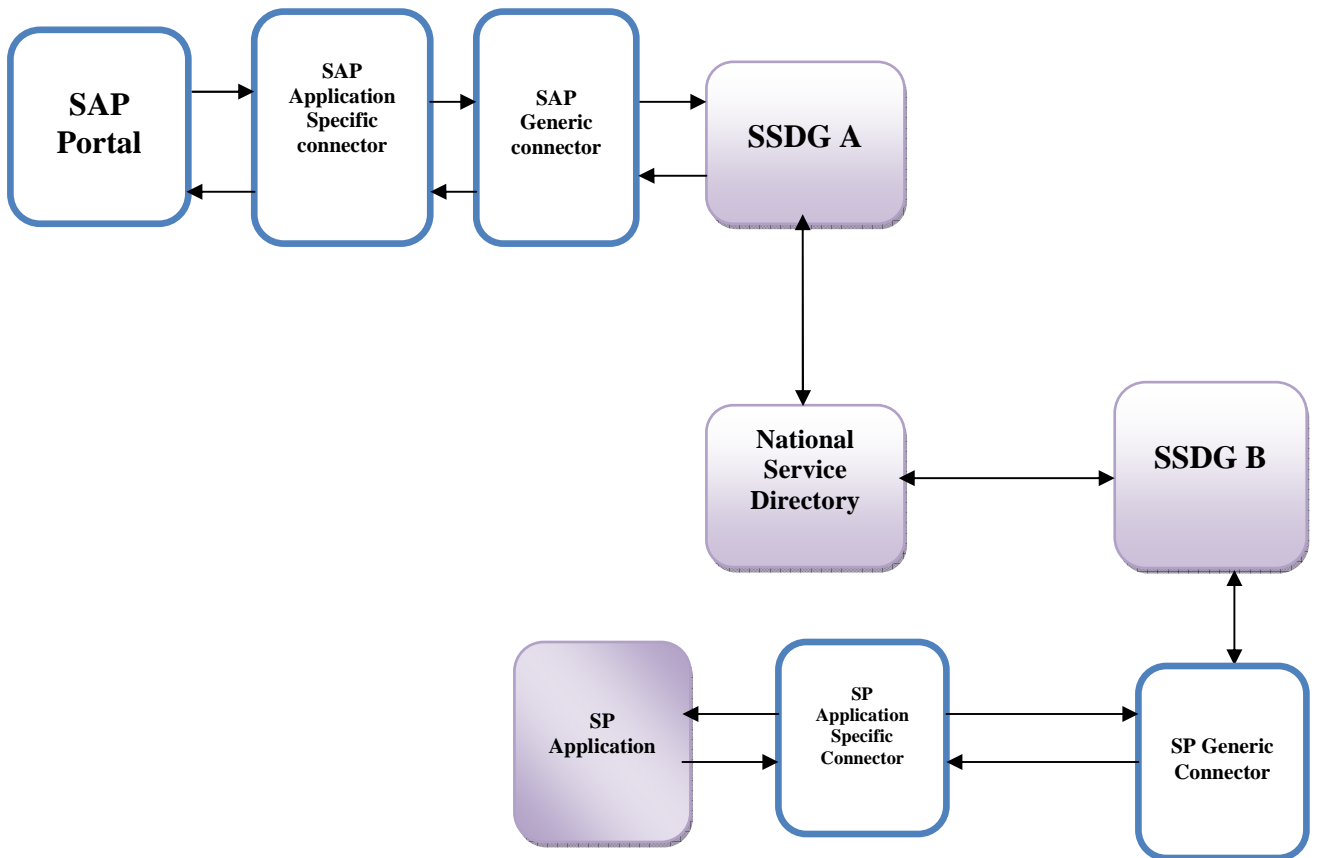 SAP
Portal
SAP
Application
Specific
connector
SAP
Generic
connector
SSDG A
National
Service
Directory
SSDG B
SP
Application
SP
Application
Specific
Connector
SP Generic
Connector